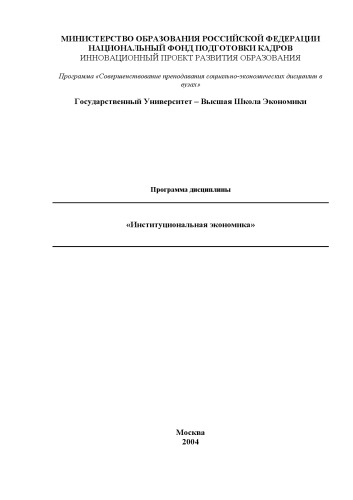 МИНИСТЕРСТВО ОБРАЗОВАНИЯ РОССИЙСКОЙ ФЕДЕРАЦИИ
НАЦИОНАЛЬНЫЙ ФОНД ПОДГОТОВКИ КАДРОВ
ИННОВАЦИОННЫЙ ПРОЕКТ РАЗВИТИЯ ОБРАЗОВАНИЯ
Программа «Совершенствование преподавания социально-экономических дисциплин в
вузах»
Государственный Университет – Высшая Школа Экономики
Программа дисциплины
«Институциональная экономика»
Москва
2004